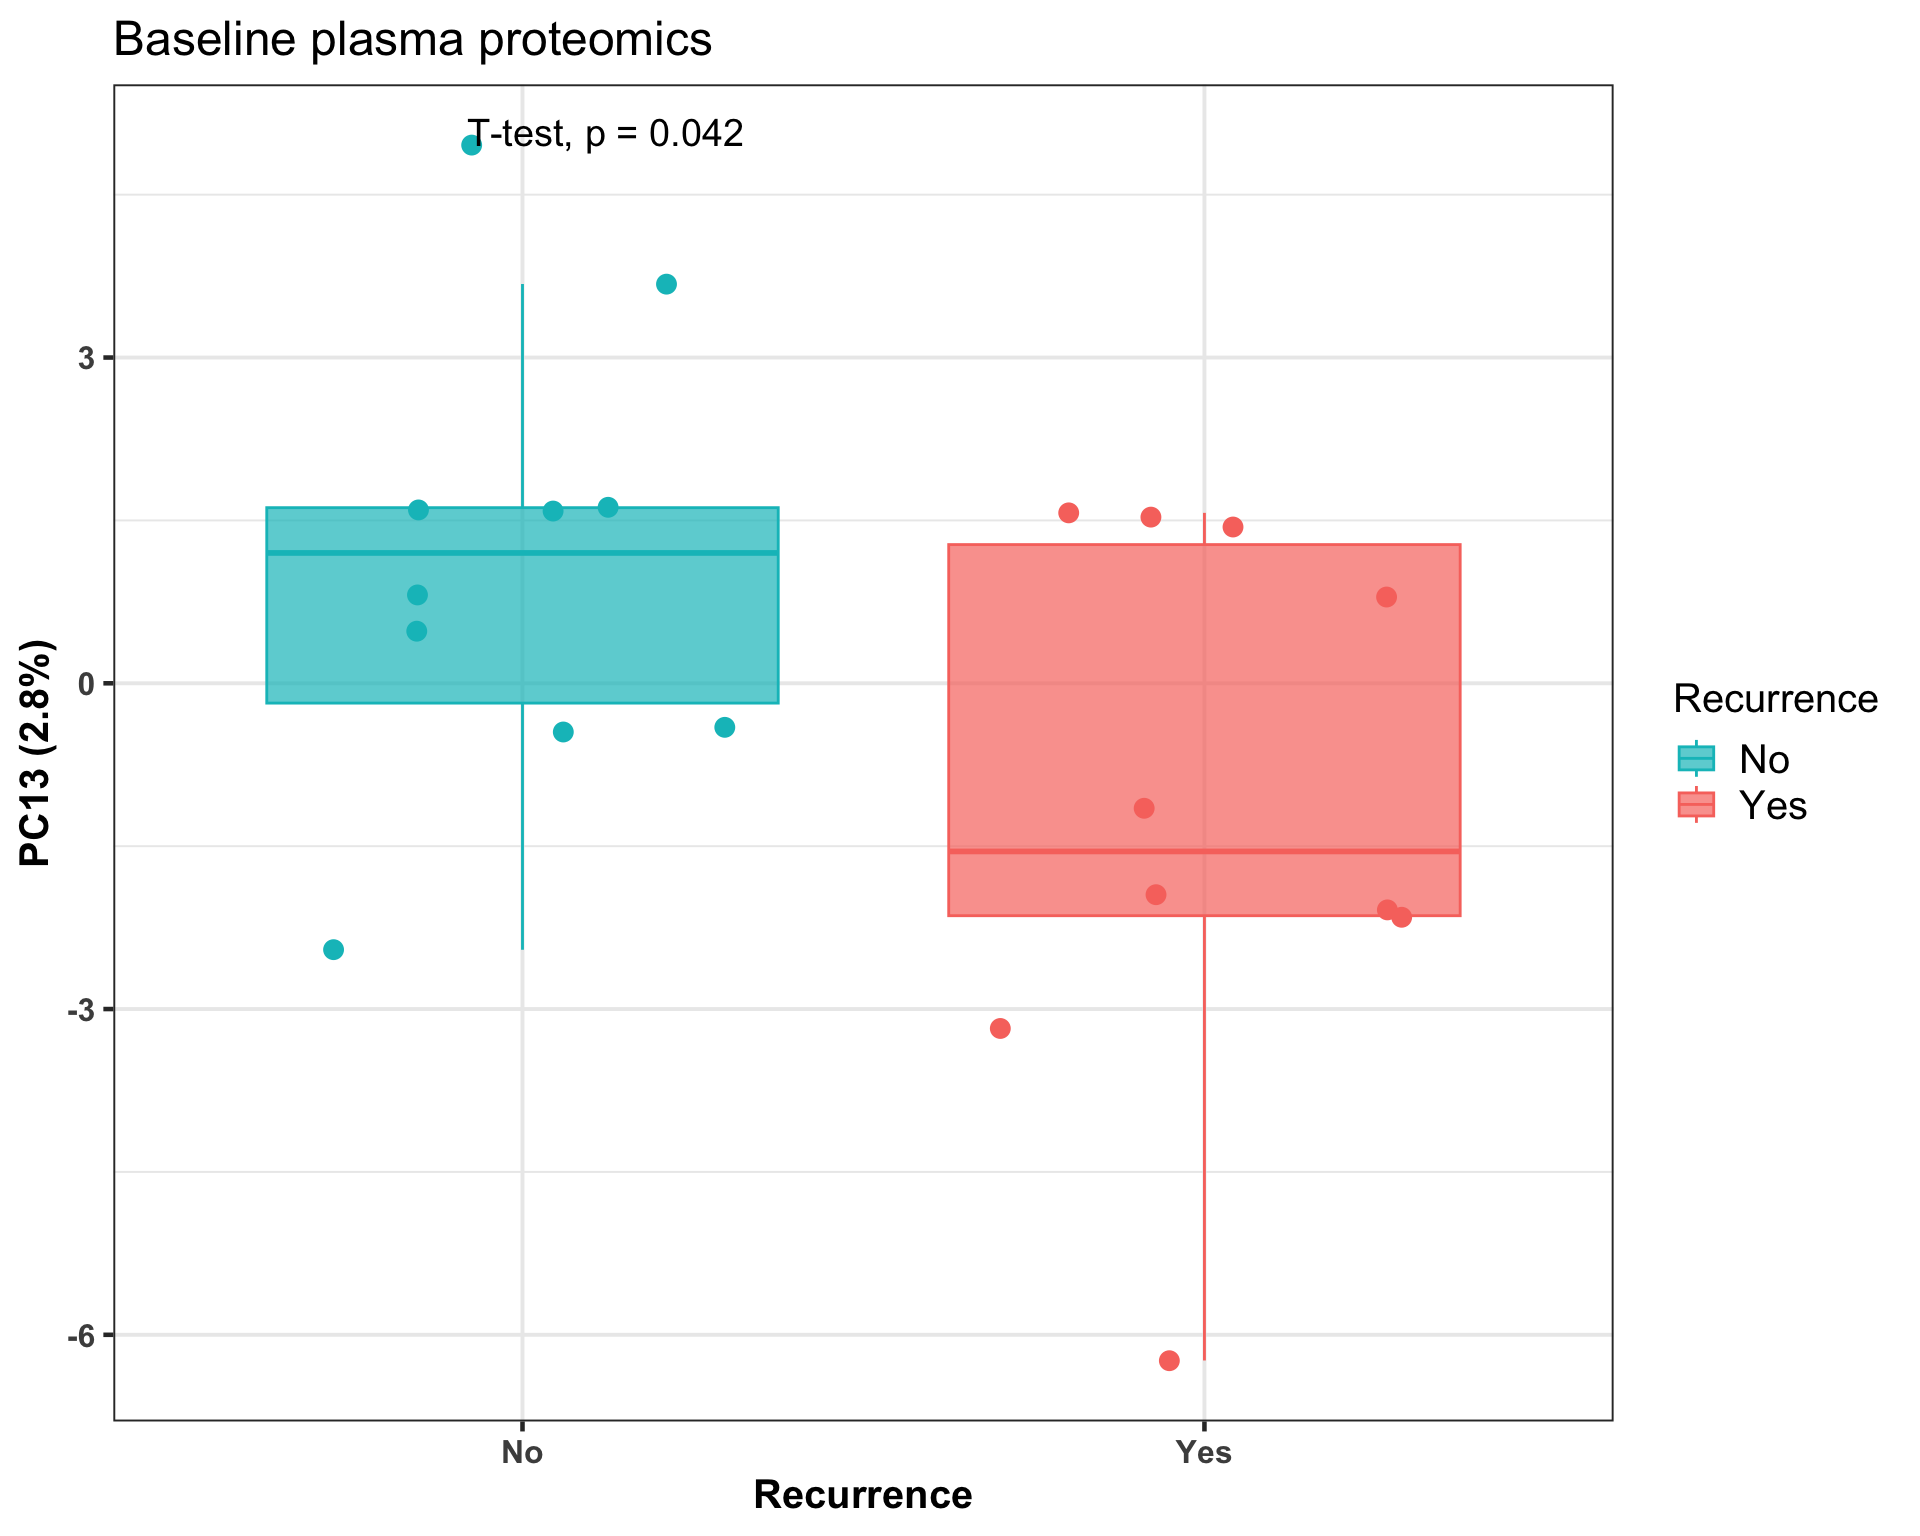 Baseline plasma proteomics
T-test, p = 0.042
PC13 (2.8%)
3
0
-3
-6
No
Yes
Recurrence
Recurrence
No
Yes